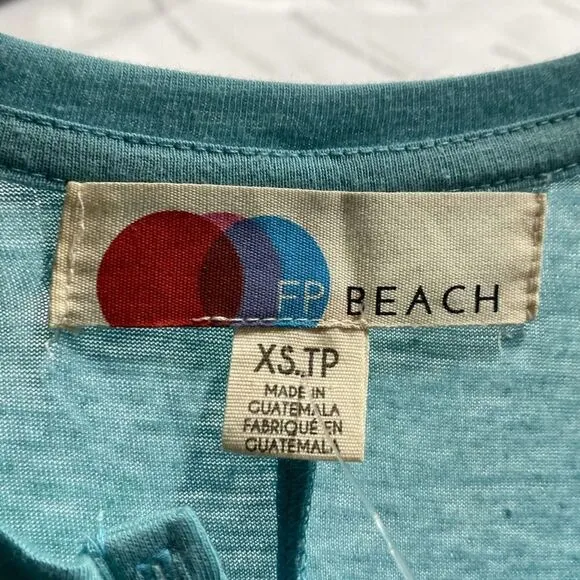 FP BEACH
XS.TP
MADE IN
GUATEMALA
FABRIQUÉ EN
GUATEMALA